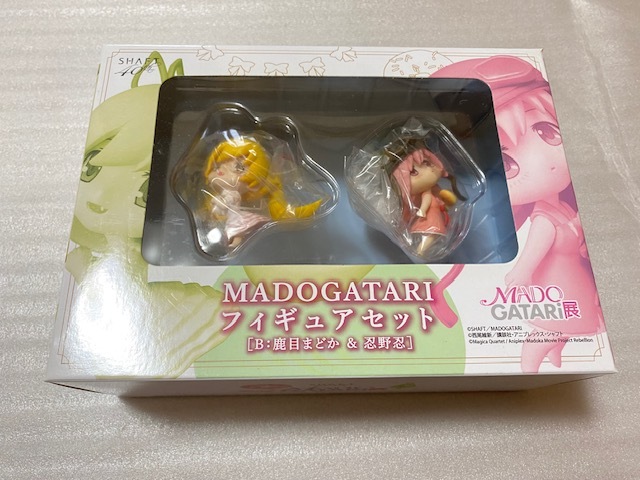 SHAFT
40th
MADOGATARI
フィギュアセット
[B:鹿目まどか & 忍野忍]
MADO
GATARI展
©SHAFT/MADOGATARI
©西尾維新/講談社・アニプレックス・シャフト
©Magica Quartet / Aniplex・Madoka Movie Project Rebellion